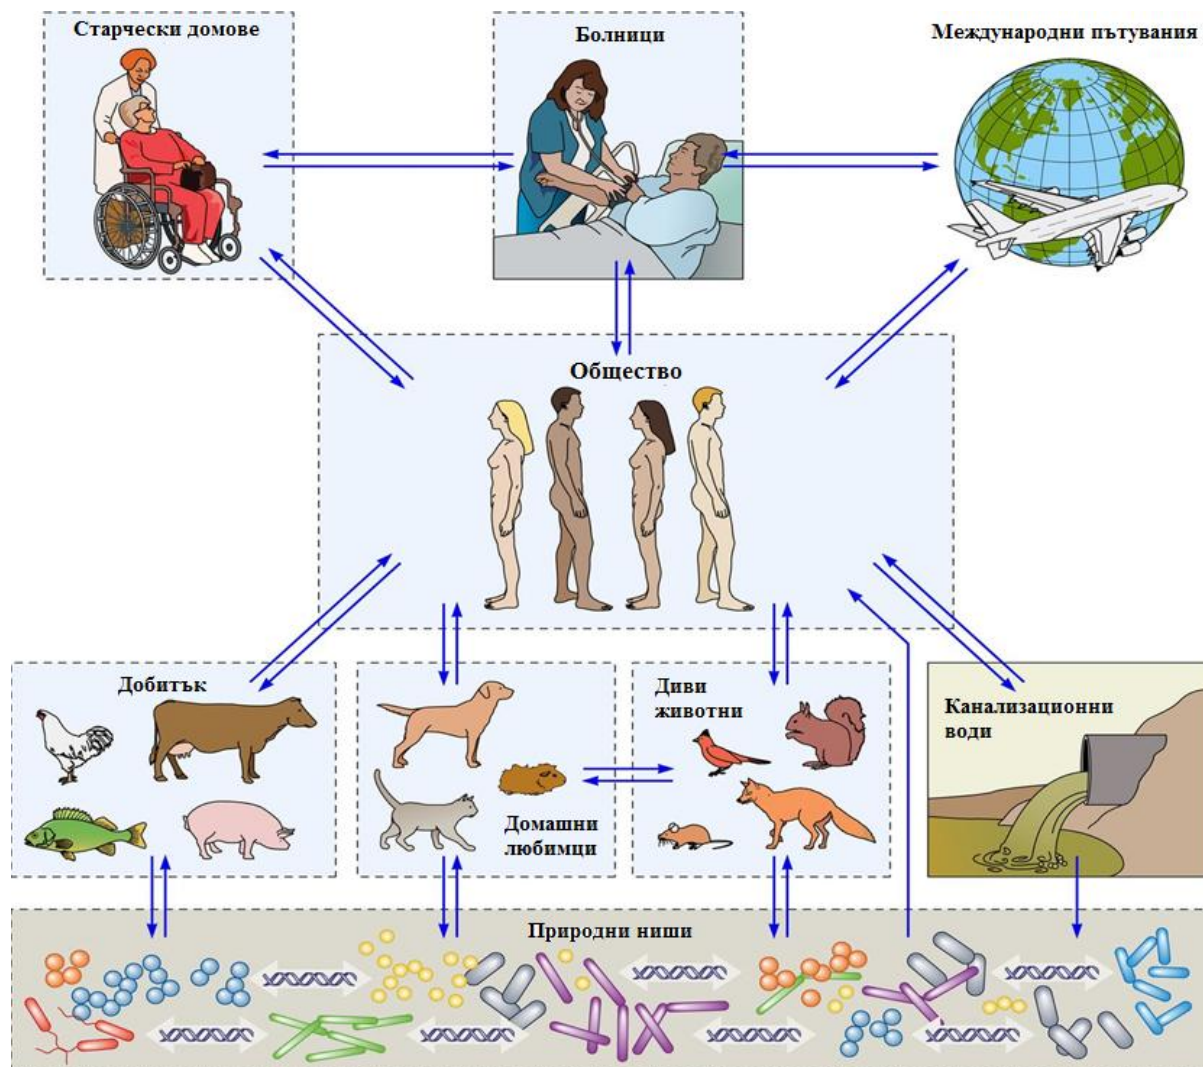 Старчески домове
Болници
Международни пътувания
Общество
Добитък
Домашни
любимци
Диви
животни
Канализационни
води
Природни ниши